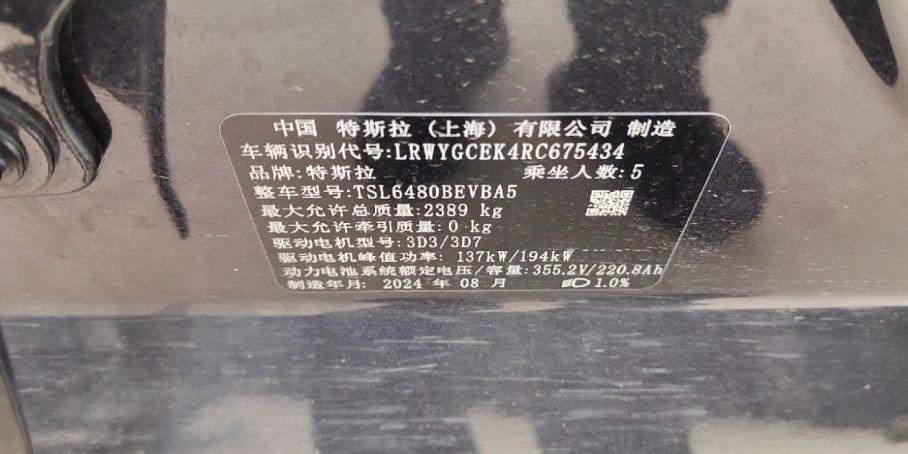 中国 特斯拉（上海）有限公司 制造
车辆识别代号:LRWYGCEK4RC675434
品牌:特斯拉 乘坐人数:5
整车型号:TSL6480BEVBA5
最大允许总质量:2389 kg
最大允许牵引质量:0 kg
驱动电机型号:3D3/3D7
驱动电机峰值功率: 137kW/194kW
动力电池系统额定电压/容量:355.2V/220.8Ah
制造年月: 2024 年 08 月 1.0%